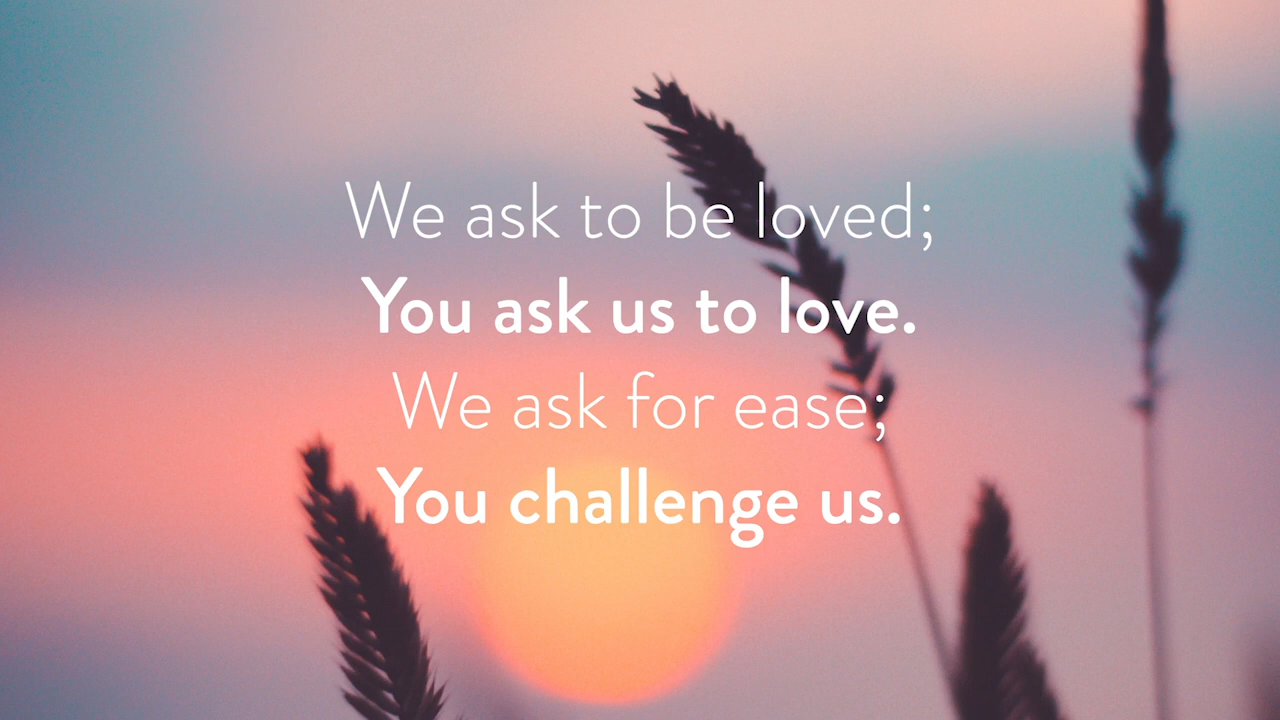 We ask to be loved;
You ask us to love.
We ask for ease;
You challenge us.